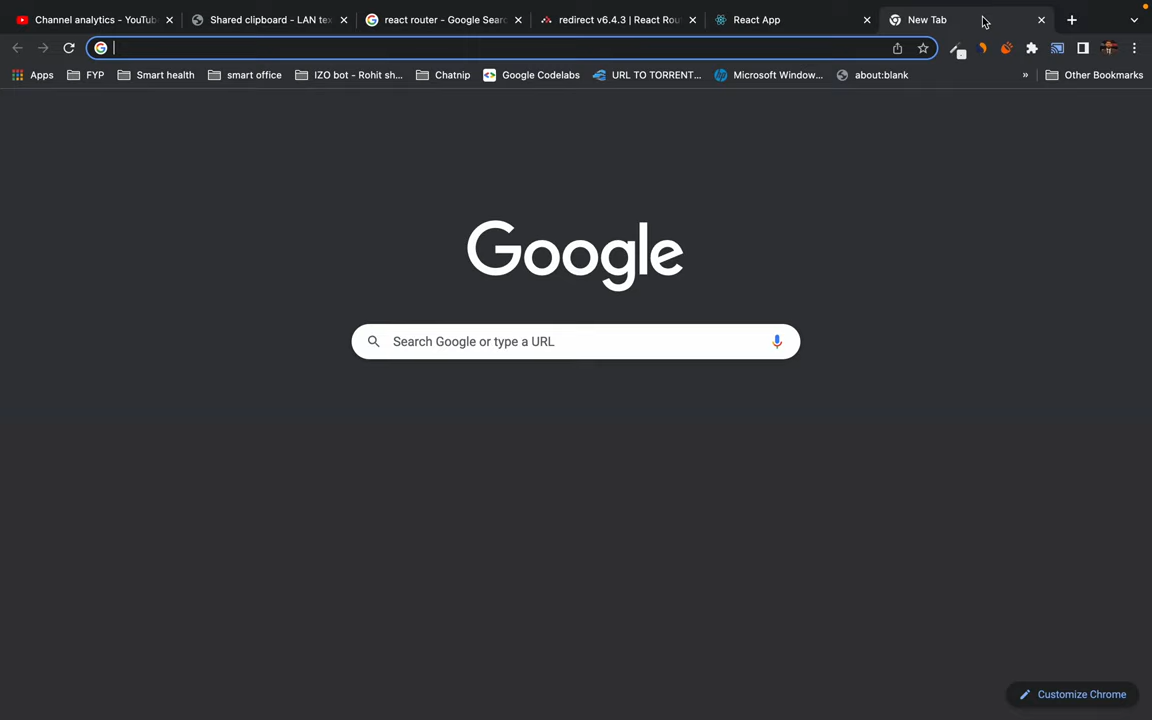 Channel analytics - YouTube
Shared clipboard - LAN tex
react router - Google Searc
redirect v6.4.3 | React Rou
React App
New Tab
Apps
FYP
Smart health
smart office
IZO bot - Rohit sh...
Chatnip
Google Codelabs
URL TO TORRENT...
Microsoft Window...
about:blank
»
Other Bookmarks
Google
Search Google or type a URL
Customize Chrome